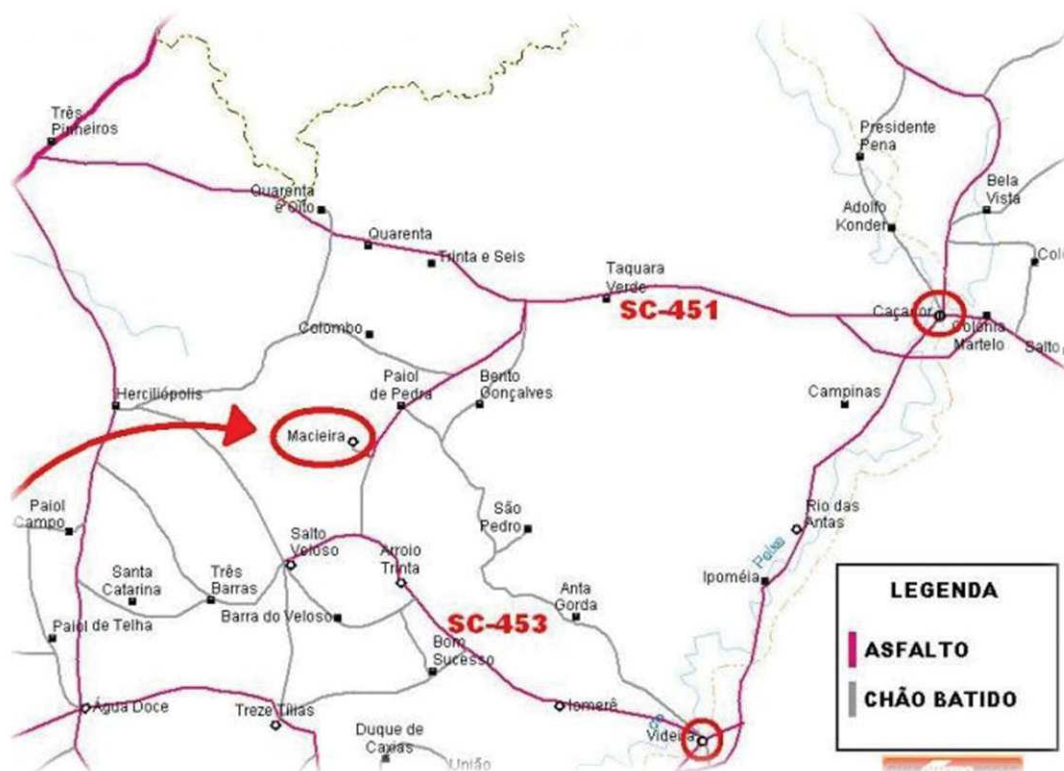 Três
Pinheiros
Presidente
Pena
Bela
Vista
Quarenta
e Oito
Adolfo
Konder
Quarenta
Trinta e Seis
Taquara
Verde
SC-451
Caçador
Colônia
Martelo
Salto
Colombo
Herciliópolis
Paiol
de Pedra
Bento
Gonçalves
Campinas
Macieira
Paiol
Campo
São
Pedro
Rio das
Antas
Salto
Veloso
Arroio
Trinta
Peixe
Santa
Catarina
Três
Barras
Ipoméia
Anta
Gorda
Barra do Veloso
SC-453
Paiol de Telha
Bom
Sucesso
Água Doce
Treze Tílias
Iomerê
Videira
Duque de
Caxias
União
LEGENDA
ASFALTO
CHÃO BATIDO